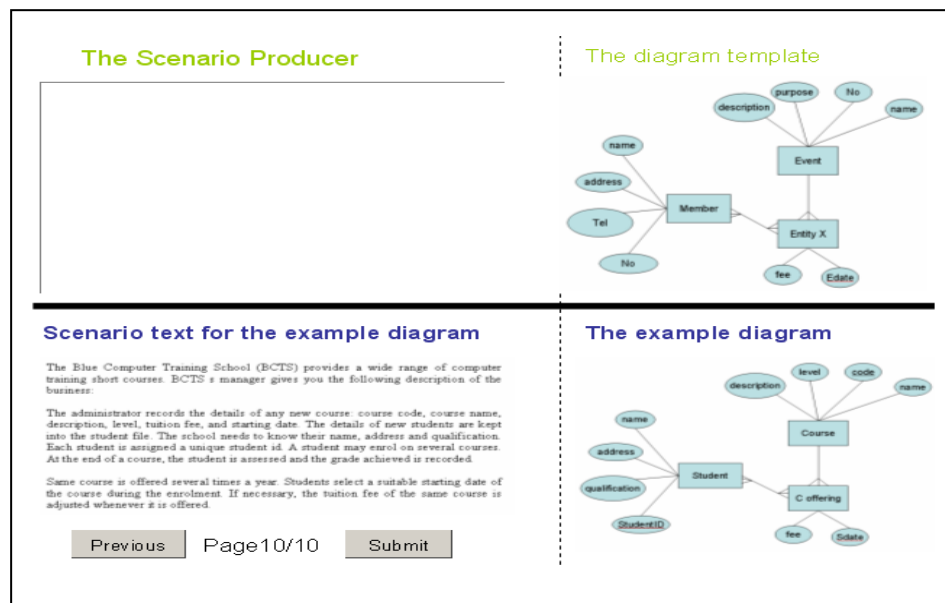 The Scenario Producer
The diagram template
purpose
No
description
name
name
Event
address
Member
Tel
Entity X
No
fee
Edate
Scenario text for the example diagram
The example diagram
The Blue Computer Training School (BCTS) provides a wide range of computer
training short courses. BCTS s manager gives you the following description of the
business:
The administrator records the details of any new course: course code, course name,
description, level, tuition fee, and starting date. The details of new students are kept
into the student file. The school needs to know their name, address and qualification.
Each student is assigned a unique student id. A student may enrol on several courses.
At the end of a course, the student is assessed and the grade achieved is recorded.
Same course is offered several times a year. Students select a suitable starting date of
the course during the enrolment. If necessary, the tuition fee of the same course is
adjusted whenever it is offered.
level
code
description
name
name
Course
address
Student
qualification
C offering
StudentID
fee
Sdate
Previous
Page10/10
Submit